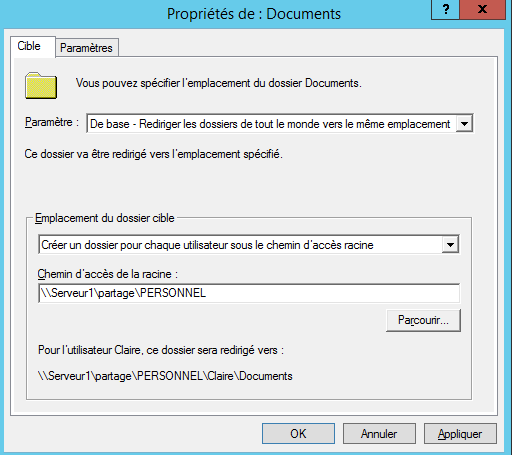 Propriétés de : Documents
?
x
Cible
Paramètres
Vous pouvez spécifier l'emplacement du dossier Documents.
Paramètre :
De base - Rediriger les dossiers de tout le monde vers le même emplacement
Ce dossier va être redirigé vers l'emplacement spécifié.
Emplacement du dossier cible
Créer un dossier pour chaque utilisateur sous le chemin d'accès racine
Chemin d'accès de la racine :
\\Serveur1\partage\PERSONNEL
Parcourir...
Pour l'utilisateur Claire, ce dossier sera redirigé vers :
\\Serveur1\partage\PERSONNEL\Claire\Documents
OK
Annuler
Appliquer